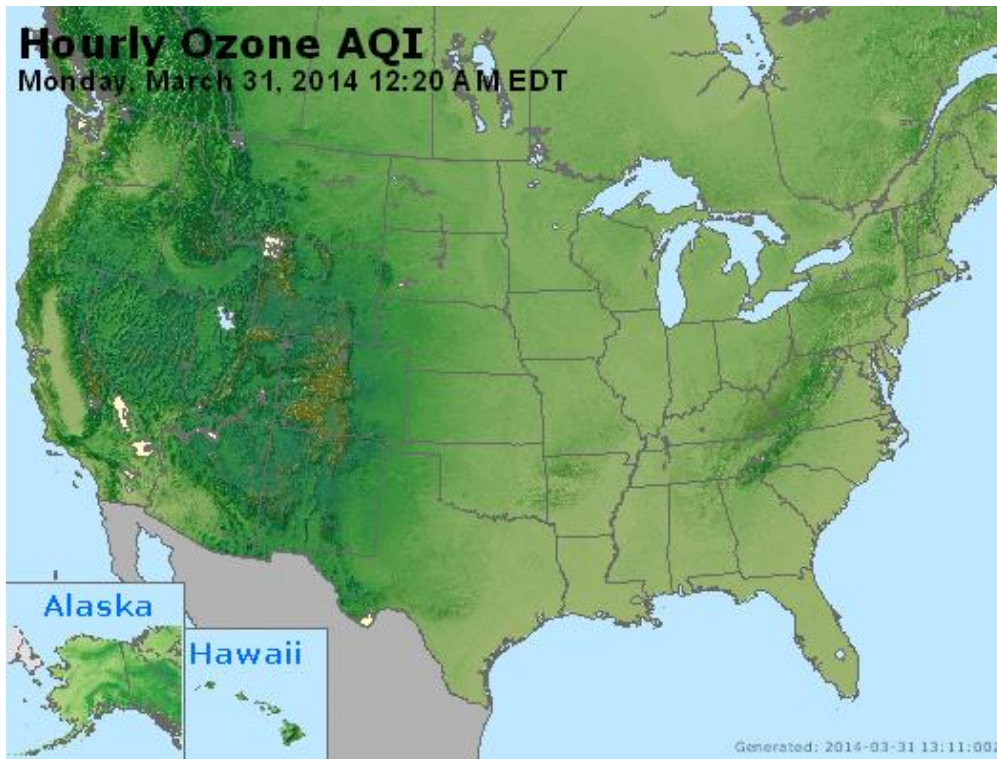 Hourly Ozone AQI
Monday, March 31, 2014 12:20 AM EDT
Alaska
Hawaii
Generated: 2014-03-31 13:11:00Z